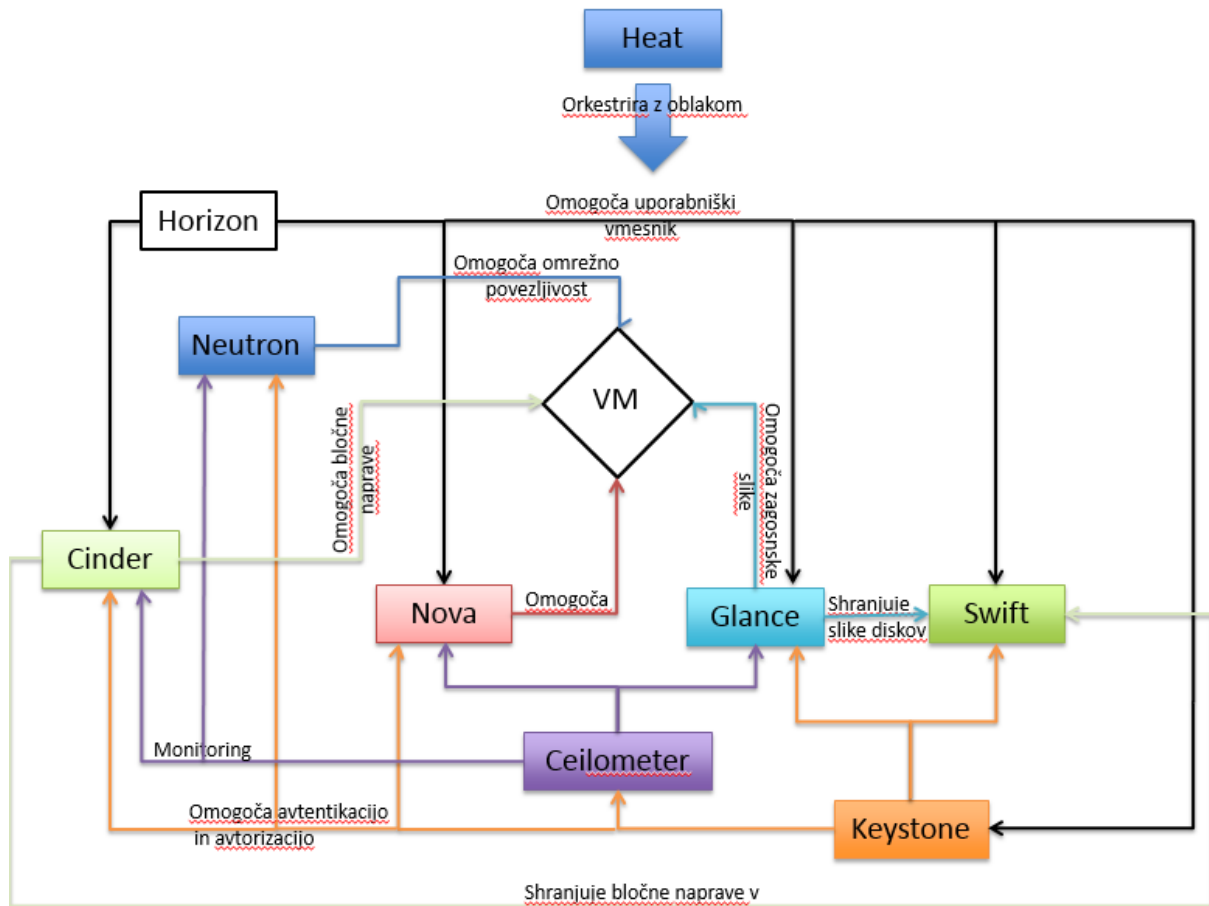 Heat
Orkestrira z oblakom
Omogoča uporabniški
vmesnik
Horizon
Omogoča omrežno
povezljivost
Neutron
VM
Omogoča bločne
naprave
Omogoča zagosnske
slike
Cinder
Nova
Omogoča
Glance
Shranjuje
slike diskov
Swift
Monitoring
Ceilometer
Omogoča avtentikacijo
in avtorizacijo
Keystone
Shranjuje bločne naprave v